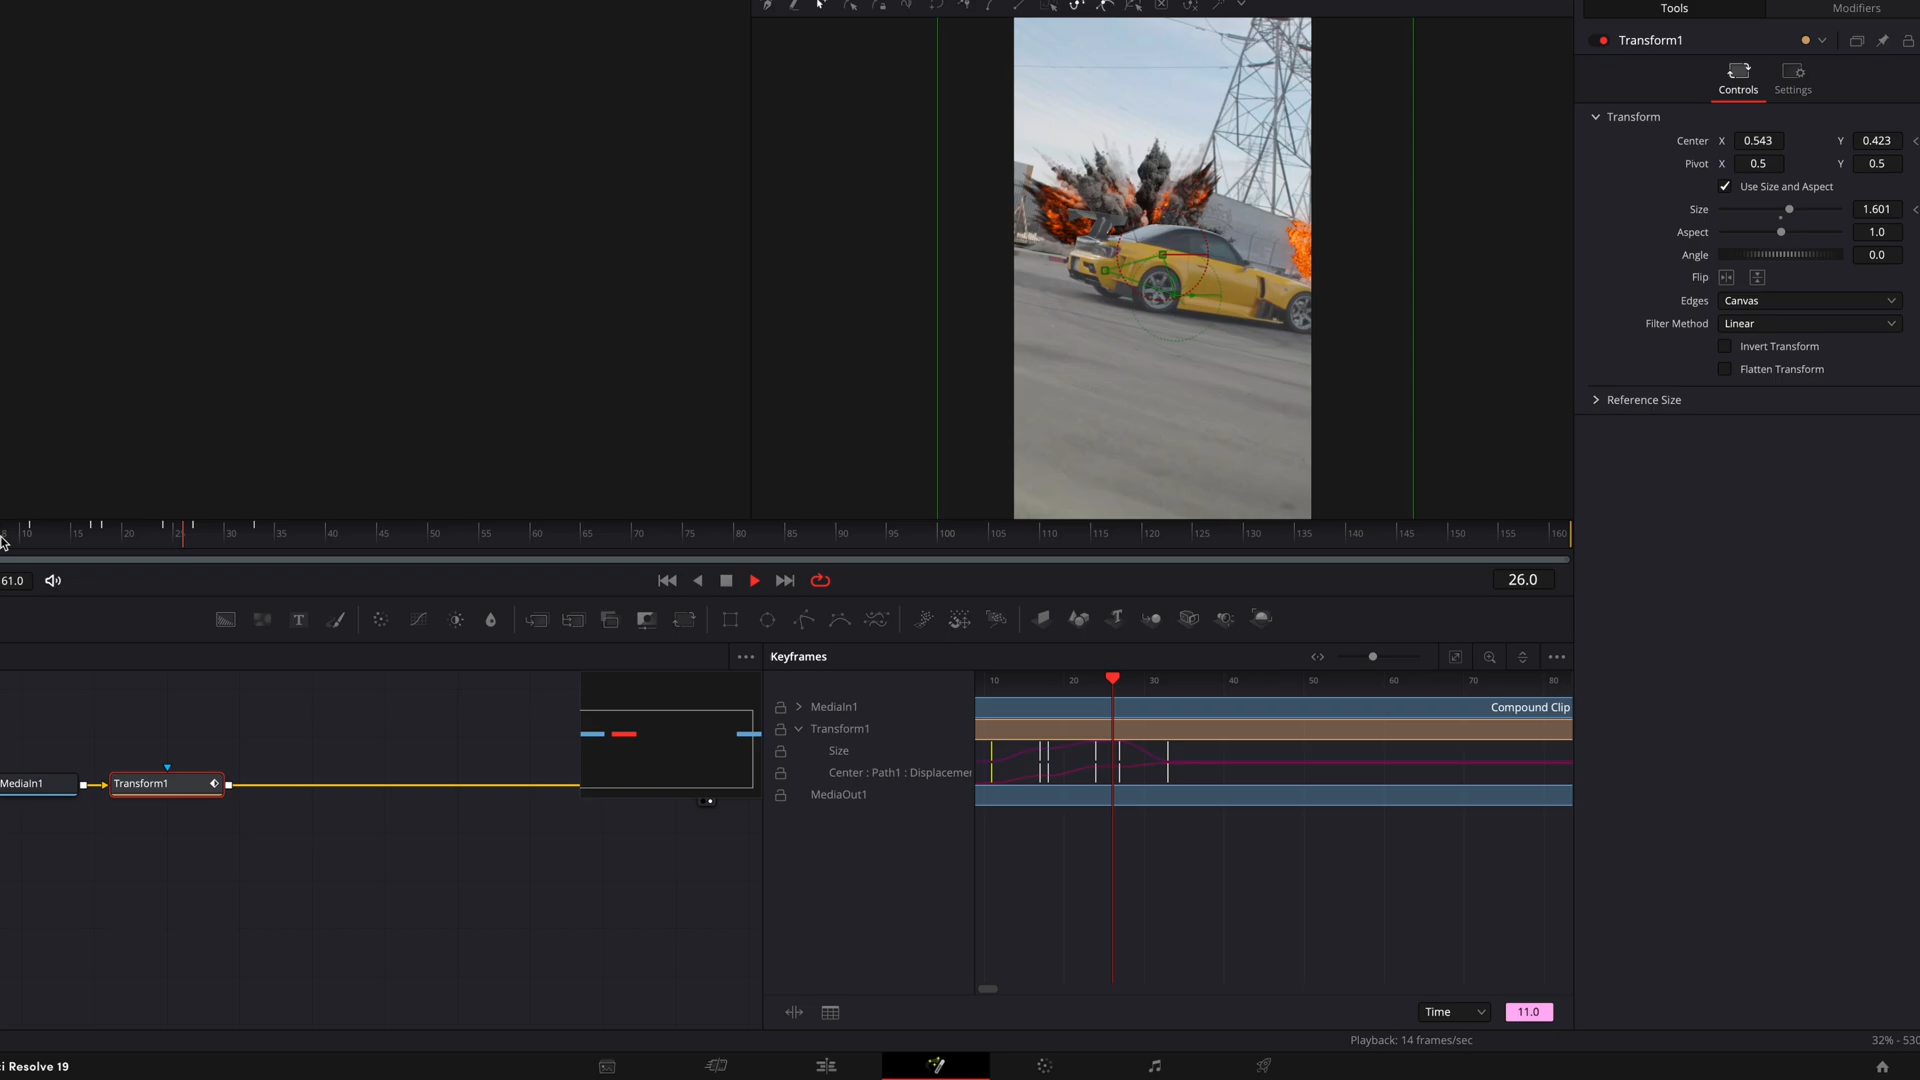 Tools
Modifiers
Transform1
Controls
Settings
Transform
Center X 0.543 Y 0.423
Pivot X 0.5 Y 0.5
Use Size and Aspect
Size 1.601
Aspect 1.0
Angle 0.0
Flip
Edges Canvas
Filter Method Linear
Invert Transform
Flatten Transform
Reference Size
10 15 20 25 30 35 40 45 50 55 60 65 70 75 80 85 90 95 100 105 110 115 120 125 130 135 140 145 150 155 160
61.0
26.0
Keyframes
10 20 30 40 50 60 70 80
MediaIn1
Compound Clip
Transform1
Size
Center : Path1 : Displacemen
MediaOut1
MediaIn1
Transform1
Time
11.0
Playback: 14 frames/sec
32% - 530
i Resolve 19